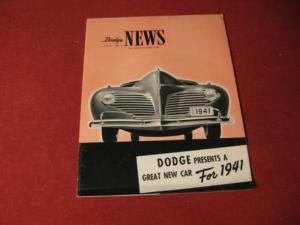 Dodge NEWS
1941
DODGE PRESENTS A
GREAT NEW CAR For 1941